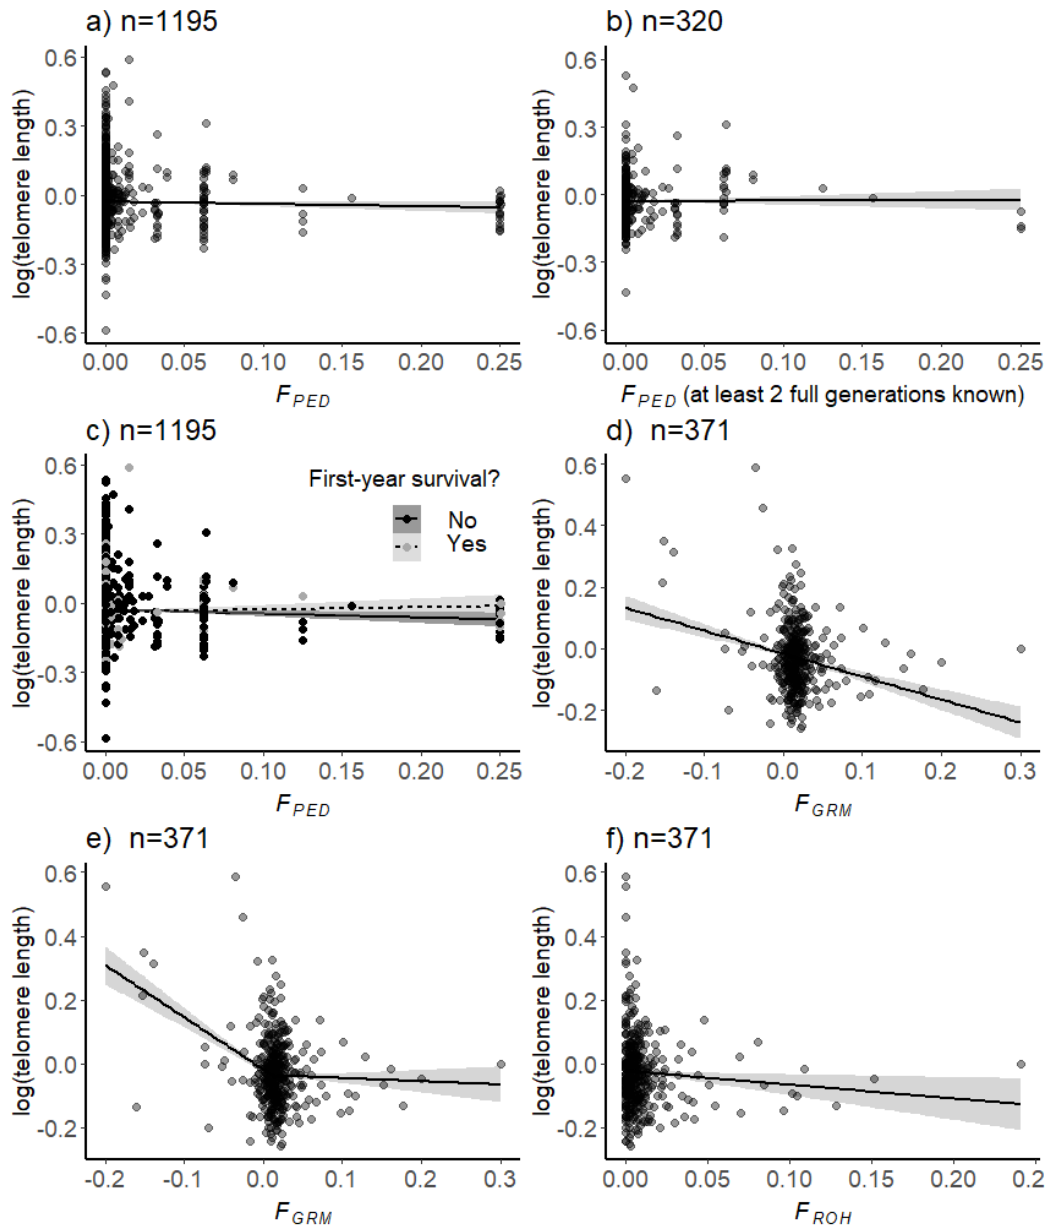 a) n=1195
b) n=320
0.6
0.3
0.0
-0.3
-0.6
log(telomere length)
0.00 0.05 0.10 0.15 0.20 0.25
F PED
0.6
0.3
0.0
-0.3
-0.6
log(telomere length)
0.00 0.05 0.10 0.15 0.20 0.25
F PED (at least 2 full generations known)
c) n=1195
d) n=371
0.6
0.3
0.0
-0.3
-0.6
log(telomere length)
First-year survival?
No
Yes
0.00 0.05 0.10 0.15 0.20 0.25
F PED
0.6
0.4
0.2
0.0
-0.2
log(telomere length)
-0.2 -0.1 0.0 0.1 0.2 0.3
F GRM
e) n=371
f) n=371
0.6
0.4
0.2
0.0
-0.2
log(telomere length)
-0.2 -0.1 0.0 0.1 0.2 0.3
F GRM
0.6
0.4
0.2
0.0
-0.2
log(telomere length)
0.00 0.05 0.10 0.15 0.20 0.2
F ROH